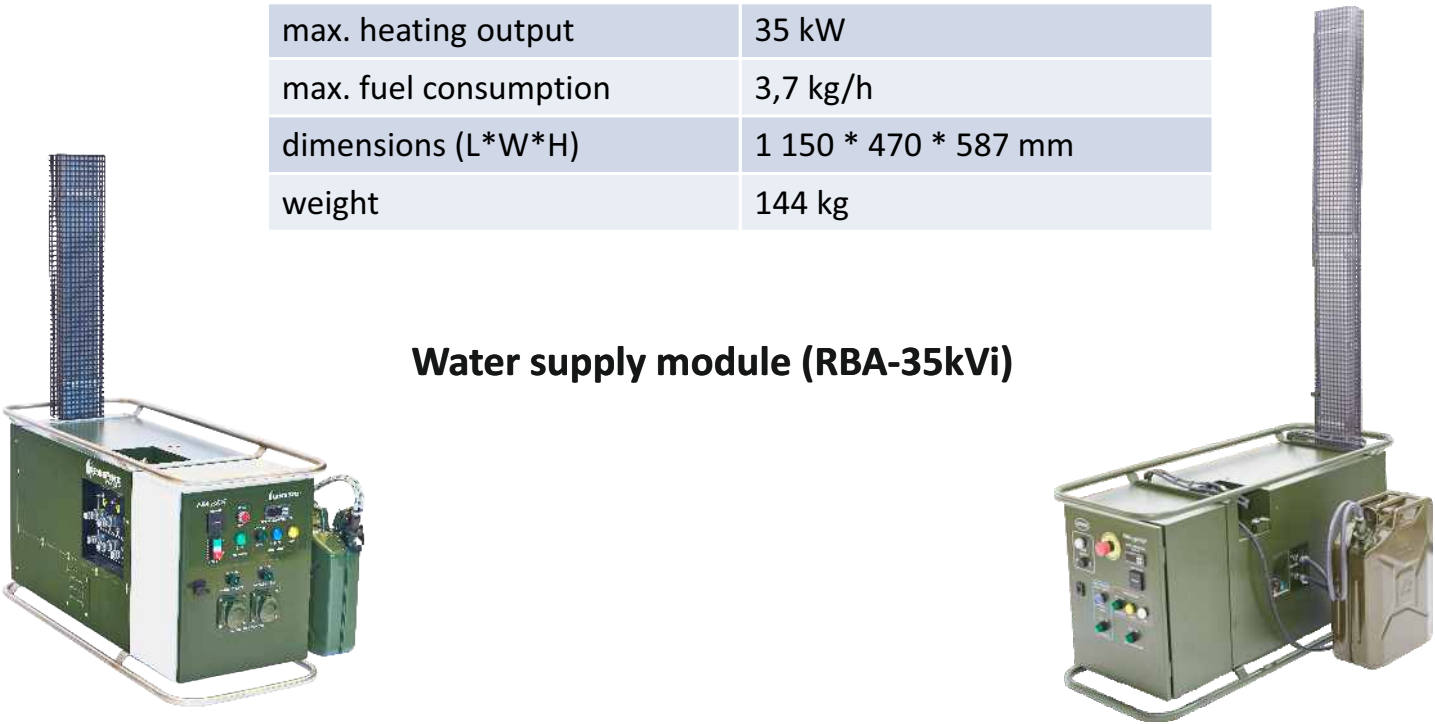 max. heating output 35 kW
max. fuel consumption 3,7 kg/h
dimensions (L*W*H) 1 150 * 470 * 587 mm
weight 144 kg
Water supply module (RBA-35kVi)